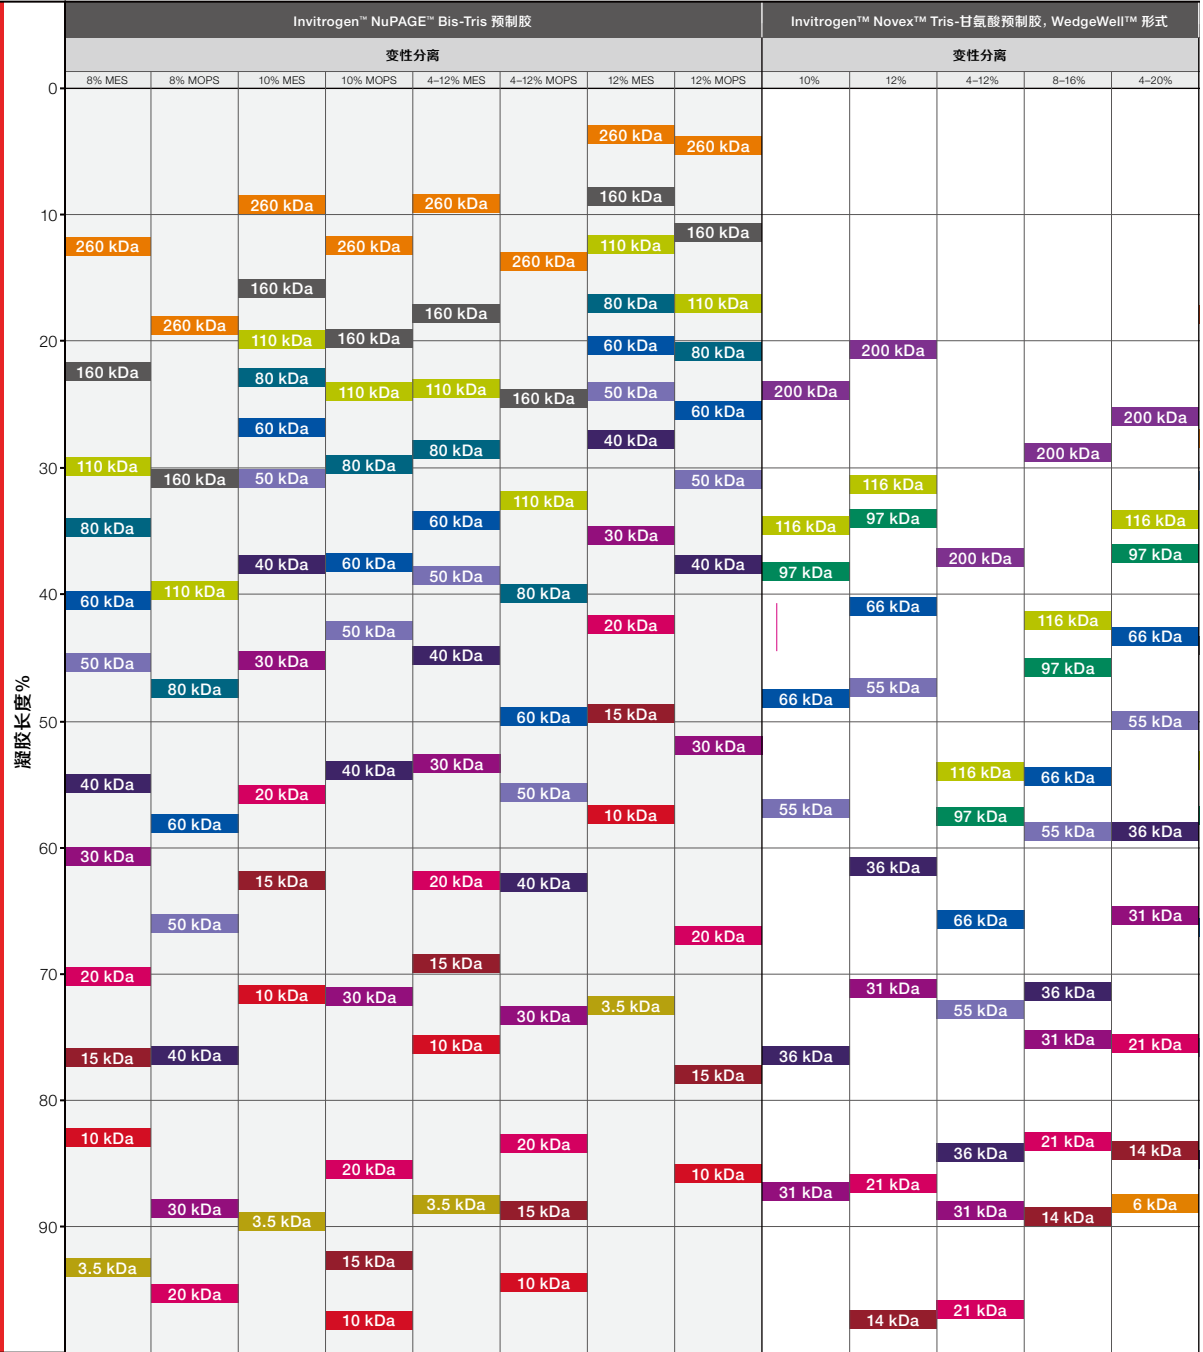 Invitrogen™ NuPAGE™ Bis-Tris 预制胶 Invitrogen™ Novex™ Tris-甘氨酸预制胶, WedgeWell™ 形式
变性分离 变性分离
8% MES 8% MOPS 10% MES 10% MOPS 4–12% MES 4–12% MOPS 12% MES 12% MOPS 10% 12% 4–12% 8–16% 4–20%
0
260 kDa
260 kDa
160 kDa
260 kDa 260 kDa
10
160 kDa
260 kDa 260 kDa 110 kDa
260 kDa
160 kDa
80 kDa 110 kDa
160 kDa
260 kDa
20
110 kDa 160 kDa 60 kDa
80 kDa 200 kDa
160 kDa 80 kDa
110 kDa 110 kDa 50 kDa 200 kDa
160 kDa
60 kDa 200 kDa
60 kDa
40 kDa
80 kDa 200 kDa
30
110 kDa 80 kDa
160 kDa 50 kDa 50 kDa
116 kDa
110 kDa
80 kDa 60 kDa 116 kDa 97 kDa 116 kDa
30 kDa
97 kDa
40 kDa 60 kDa 40 kDa 200 kDa
50 kDa 97 kDa
40
60 kDa 110 kDa 80 kDa
66 kDa
116 kDa
50 kDa 20 kDa
66 kDa
50 kDa 30 kDa 40 kDa
97 kDa
80 kDa 55 kDa
66 kDa
凝胶长度%
50
60 kDa 15 kDa
55 kDa
30 kDa
40 kDa 40 kDa 30 kDa 116 kDa 66 kDa
20 kDa 50 kDa
55 kDa
60 kDa 10 kDa 97 kDa
55 kDa 36 kDa
60
30 kDa
15 kDa 20 kDa 40 kDa 36 kDa
50 kDa 66 kDa 31 kDa
20 kDa
15 kDa
70
20 kDa
10 kDa 30 kDa 31 kDa 36 kDa
30 kDa 3.5 kDa 55 kDa
15 kDa 40 kDa 10 kDa 36 kDa 31 kDa 21 kDa
15 kDa
80
10 kDa 20 kDa 21 kDa
36 kDa 14 kDa
20 kDa 10 kDa
21 kDa
30 kDa 3.5 kDa 15 kDa 31 kDa 31 kDa 6 kDa
3.5 kDa 14 kDa
90
3.5 kDa 15 kDa
20 kDa 10 kDa
10 kDa 14 kDa 21 kDa